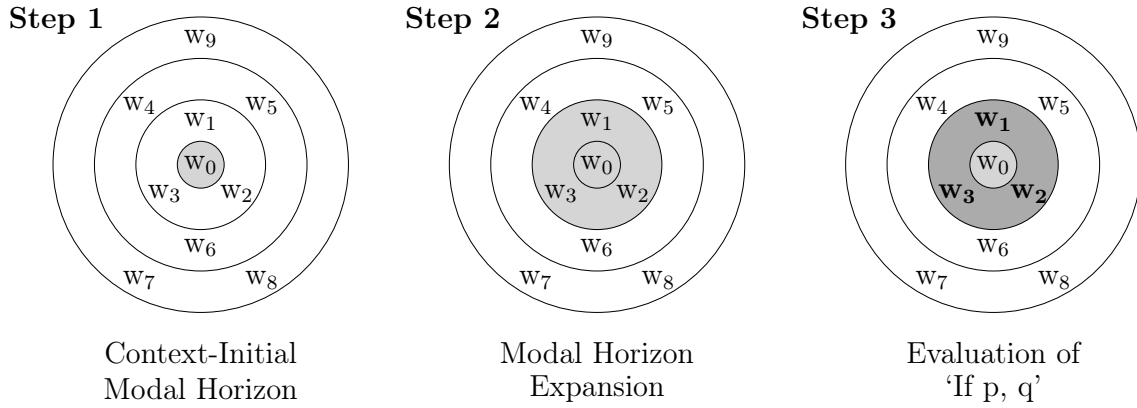 Step 1
w9
w4 w5
w1
w0
w3 w2
w6
w7 w8
Context-Initial
Modal Horizon
Step 2
w9
w4 w5
w1
w0
w3 w2
w6
w7 w8
Modal Horizon
Expansion
Step 3
w9
w4 w5
w1
w0
w3 w2
w6
w7 w8
Evaluation of
‘If p, q’